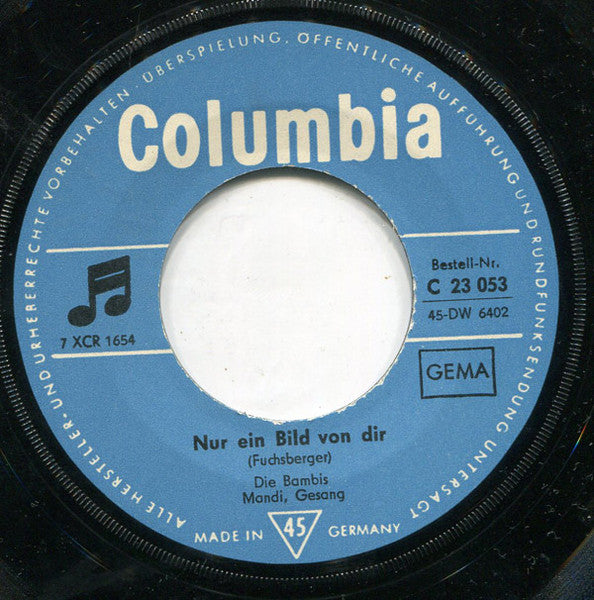 ALLE HERSTELLER- UND URHEBERRECHTE VORBEHALTEN · ÜBERSPIELUNG, ÖFFENTLICHE AUFFÜHRUNG UND RUNDFUNKSENDUNG UNTERSAGT
Columbia
7 XCR 1654
Bestell-Nr.
C 23 053
45-DW 6402
GEMA
Nur ein Bild von dir
(Fuchsberger)
Die Bambis
Mandi, Gesang
MADE IN 45 GERMANY